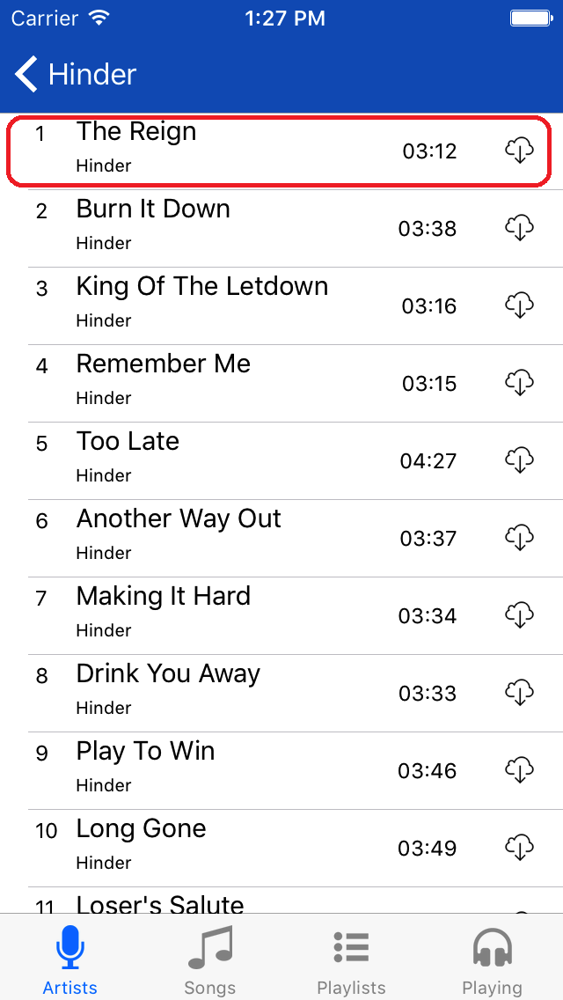 Carrier 1:27 PM
Hinder
1 The Reign 03:12
Hinder
2 Burn It Down 03:38
Hinder
3 King Of The Letdown 03:16
Hinder
4 Remember Me 03:15
Hinder
5 Too Late 04:27
Hinder
6 Another Way Out 03:37
Hinder
7 Making It Hard 03:34
Hinder
8 Drink You Away 03:33
Hinder
9 Play To Win 03:46
Hinder
10 Long Gone 03:49
Hinder
11 Loser's Salute
Artists Songs Playlists Playing